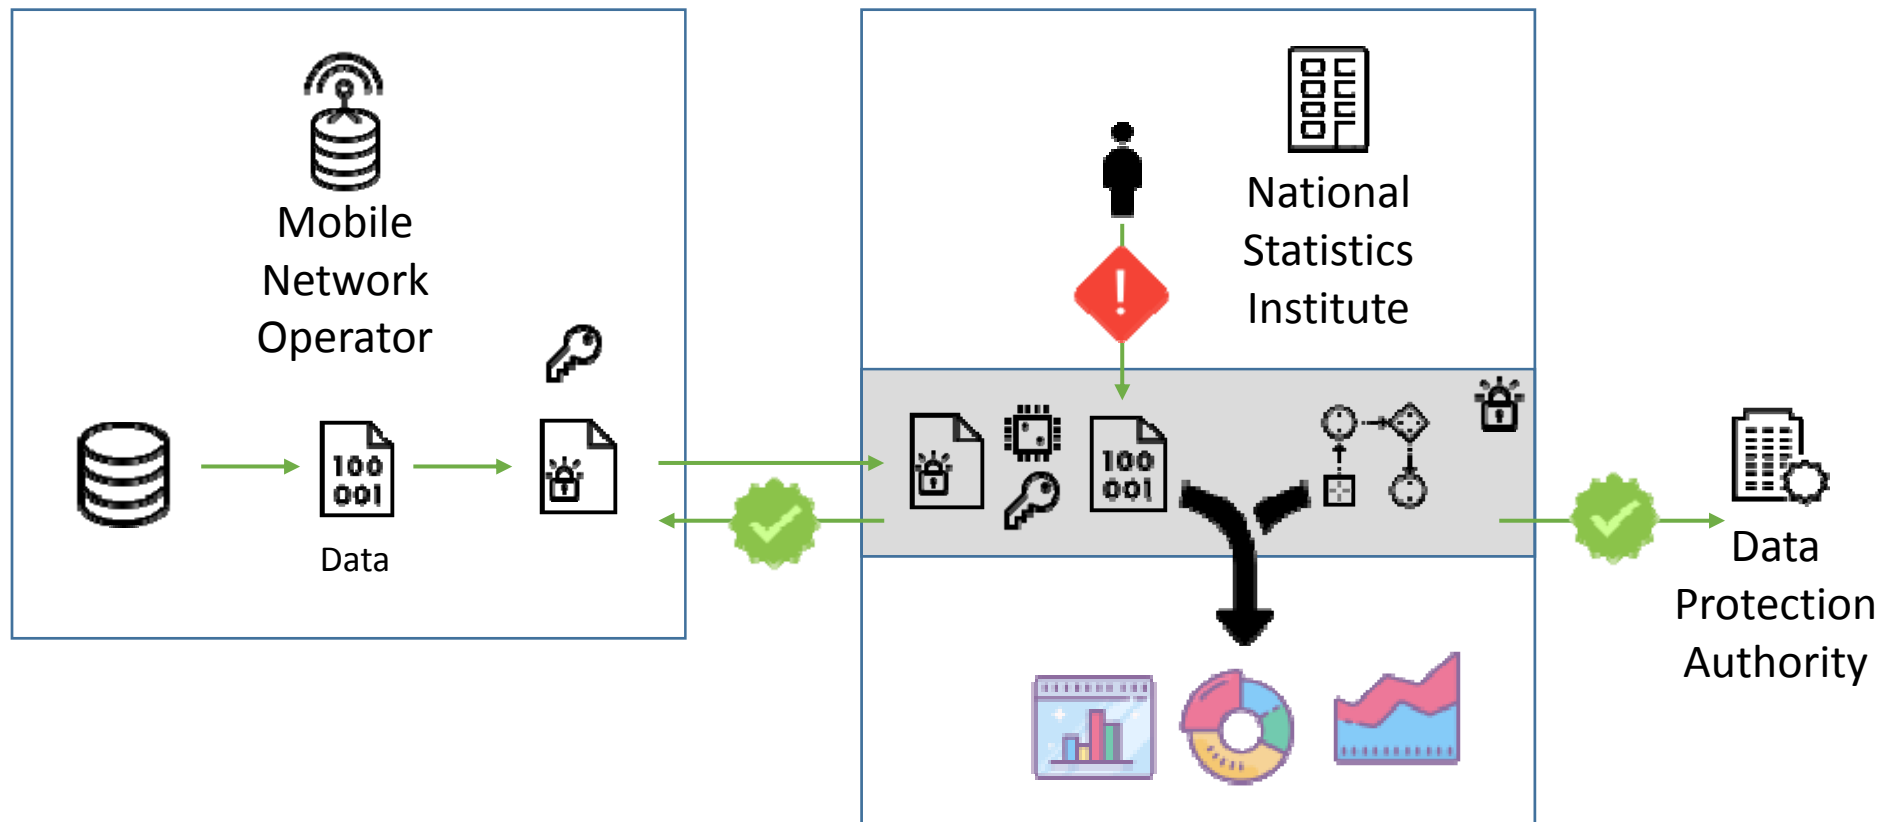 Mobile
Network
Operator
100
001
Data
National
Statistics
Institute
!
100
001
Data
Protection
Authority